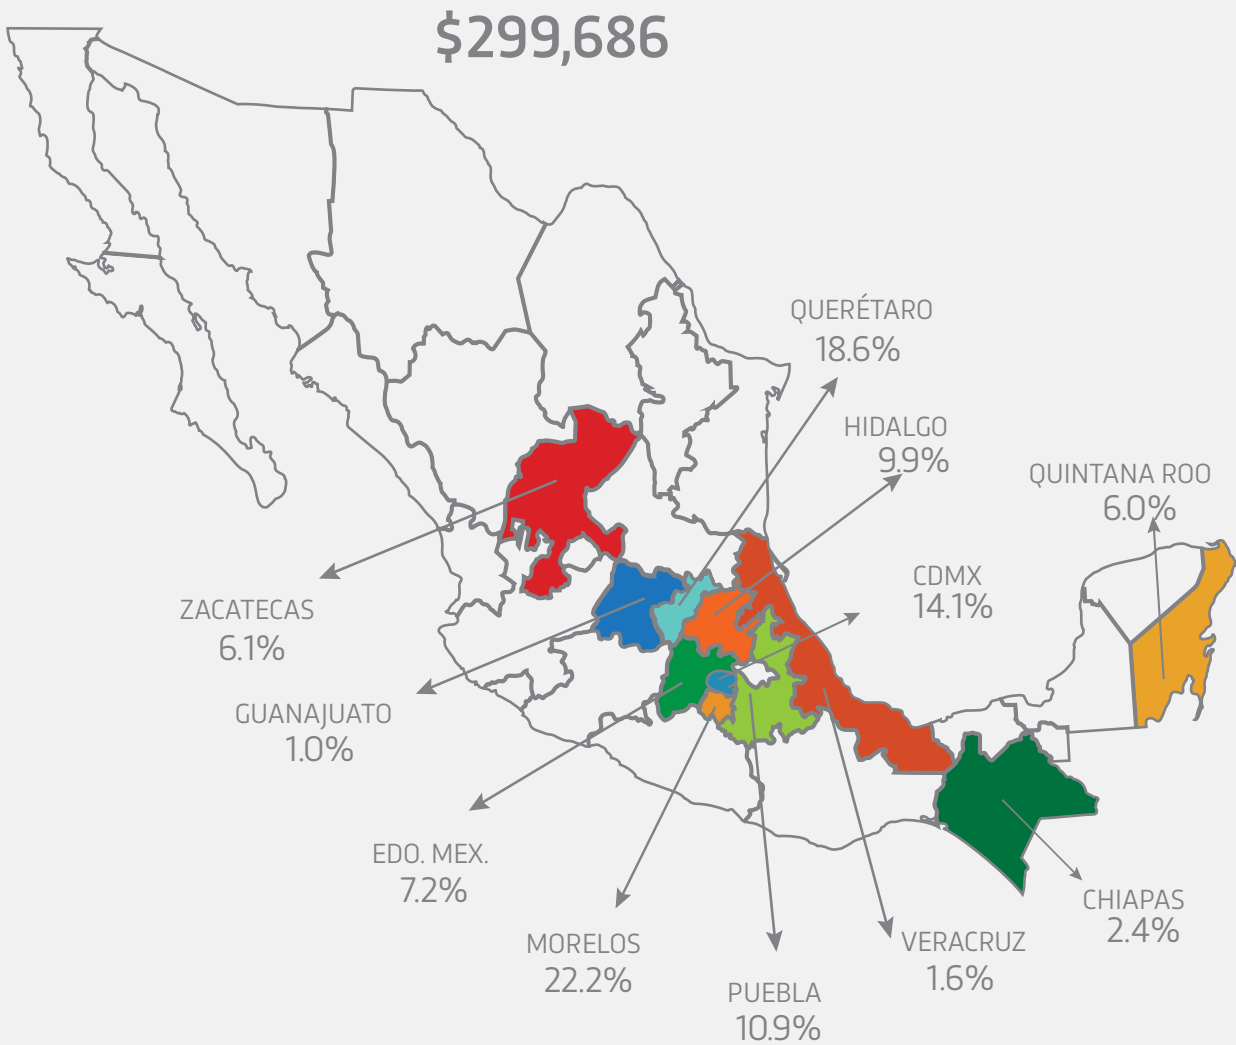 $299,686
QUERÉTARO
18.6%
HIDALGO
9.9%
QUINTANA ROO
6.0%
CDMX
14.1%
ZACATECAS
6.1%
GUANAJUATO
1.0%
EDO. MEX.
7.2%
MORELOS
22.2%
PUEBLA
10.9%
VERACRUZ
1.6%
CHIAPAS
2.4%